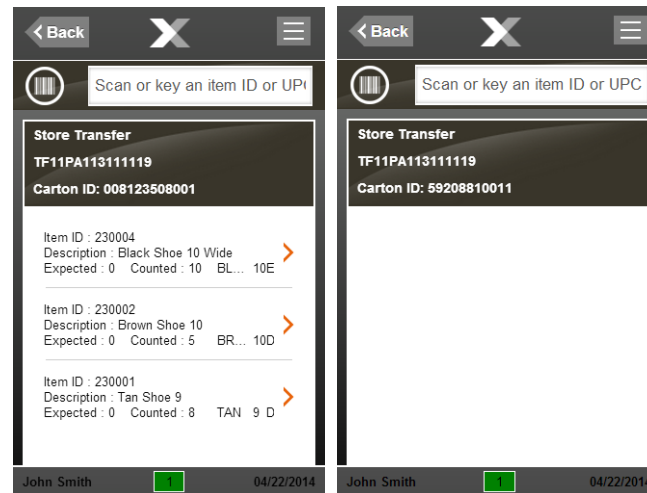 Back
Scan or key an item ID or UP
Store Transfer
TF11PA113111119
Carton ID: 008123508001
Item ID : 230004
Description : Black Shoe 10 Wide
Expected : 0 Counted : 10 BL... 10E
Item ID : 230002
Description : Brown Shoe 10
Expected : 0 Counted : 5 BR... 10D
Item ID : 230001
Description : Tan Shoe 9
Expected : 0 Counted : 8 TAN 9 D
John Smith 1 04/22/2014
Back
Scan or key an item ID or UPC
Store Transfer
TF11PA113111119
Carton ID: 59208810011
John Smith 1 04/22/2014